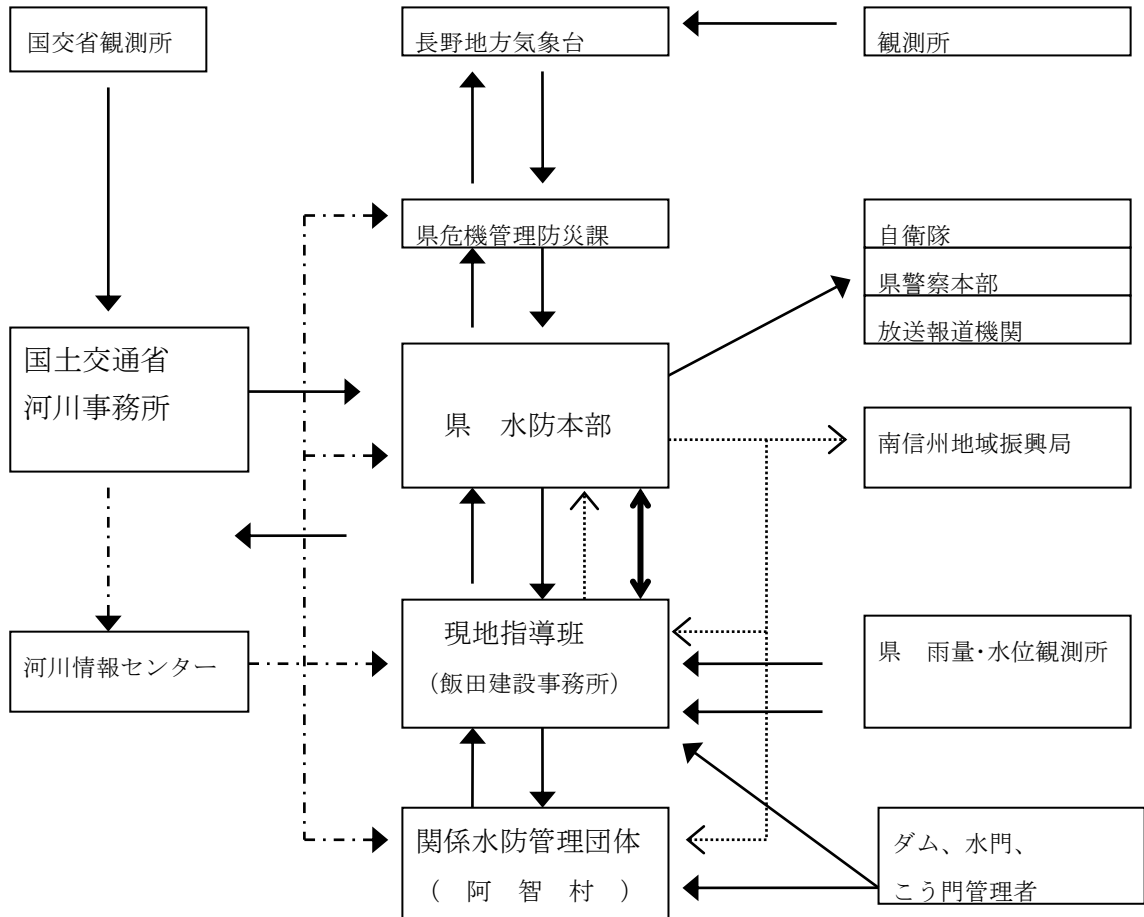 国交省観測所
長野地方気象台
観測所
県危機管理防災課
自衛隊
県警察本部
放送報道機関
国土交通省
河川事務所
県　水防本部
南信州地域振興局
河川情報センター
現地指導班
（飯田建設事務所）
県　雨量･水位観測所
関係水防管理団体
（　阿　智　村　）
ダム、水門、
こう門管理者